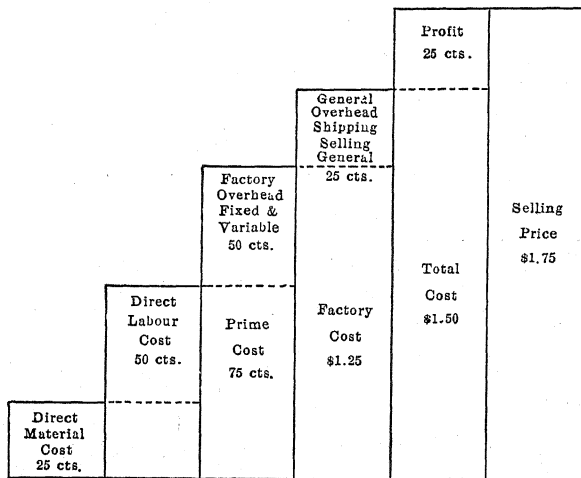 Profit
25 cts.
General
Overhead
Shipping
Selling
General
25 cts.
Factory
Overhead
Fixed &
Variable
50 cts.
Selling
Price
$1.75
Total
Cost
$1.50
Direct
Labour
Cost
50 cts.
Prime
Cost
75 cts.
Factory
Cost
$1.25
Direct
Material
Cost
25 cts.